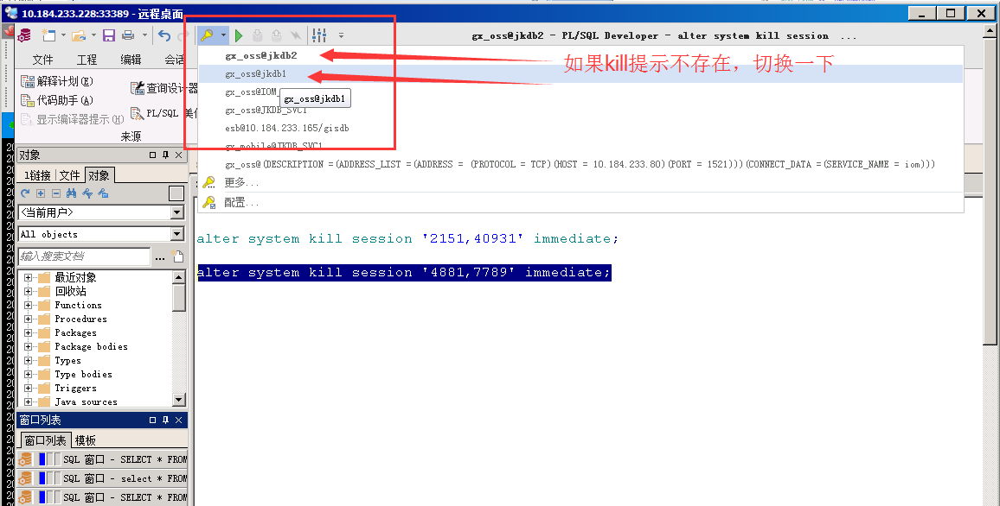 10.184.233.228:33389 - 远程桌面
gx_oss@jkdb2 - PL/SQL Developer - alter system kill session ...
文件 工程 编辑 会话
gx_oss@jkdb2
如果kill提示不存在，切换一下
gx_oss@jkdb1
解释计划(E)
查询设计器
gx_oss@IOM_
gx_oss@jkdb1
代码助手(A)
gx_oss@JKDB_SVC1
PL/SQL 美
显示编译器提示(H)
esb@10.184.233.165/gisdb
来源
gx_mobile@JKDB_SVC1
对象
gx_oss@(DESCRIPTION =(ADDRESS_LIST =(ADDRESS = (PROTOCOL = TCP)(HOST = 10.184.233.80)(PORT = 1521)))(CONNECT_DATA =(SERVICE_NAME = iom)))
1链接 文件 对象
更多...
配置...
<当前用户>
All objects
alter system kill session '2151,40931' immediate;
输入搜索文档
...
alter system kill session '4881,7789' immediate;
最近对象
回收站
Functions
Procedures
Packages
Package bodies
Types
Type bodies
Triggers
Java sources
窗口列表
窗口列表 模板
SQL 窗口 - SELECT * FROM
SQL 窗口 - select * FROM
SQL 窗口 - SELECT * FROM